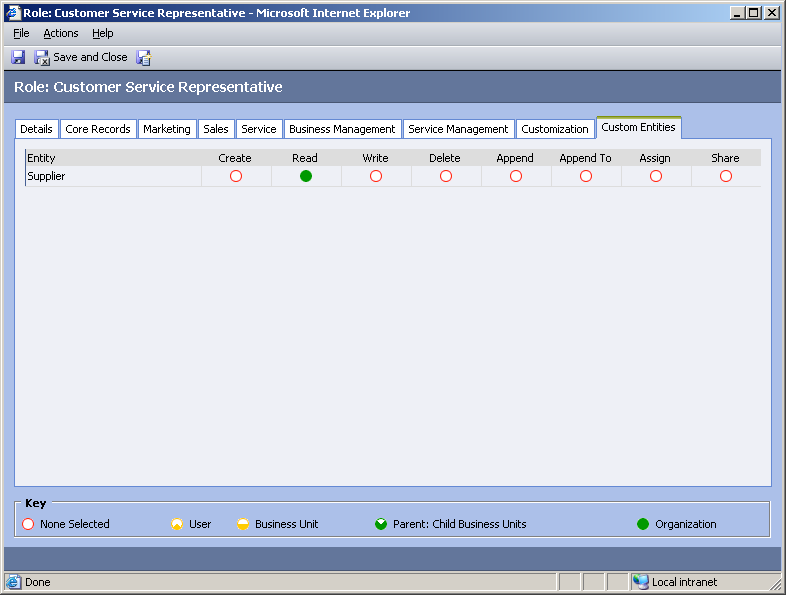 Role: Customer Service Representative - Microsoft Internet Explorer
File Actions Help
Save and Close
Role: Customer Service Representative
Details Core Records Marketing Sales Service Business Management Service Management Customization Custom Entities
Entity Create Read Write Delete Append Append To Assign Share
Supplier
Key
None Selected User Business Unit Parent: Child Business Units Organization
Done Local intranet